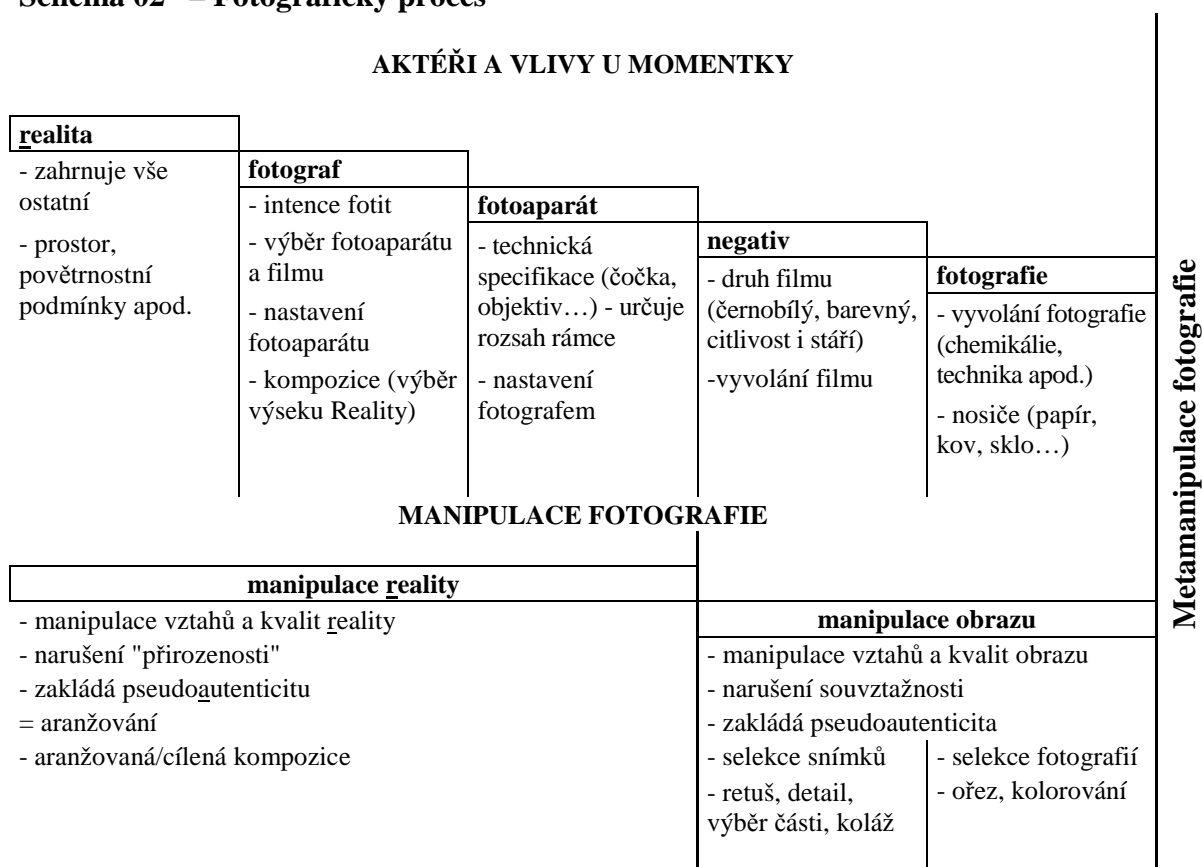 Schéma 02 – Fotografický proces
AKTÉŘI A VLIVY U MOMENTKY
realita
- zahrnuje vše
ostatní
- prostor,
povětrnostní
podmínky apod.
fotograf
- intence fotit
- výběr fotoaparátu
a filmu
- nastavení
fotoaparátu
- kompozice (výběr
výseku Reality)
fotoaparát
- technická
specifikace (čočka,
objektiv…) - určuje
rozsah rámce
- nastavení
fotografem
negativ
- druh filmu
(černobílý, barevný,
citlivost i stáří)
-vyvolání filmu
fotografie
- vyvolání fotografie
(chemikálie,
technika apod.)
- nosiče (papír,
kov, sklo…)
MANIPULACE FOTOGRAFIE
manipulace reality
- manipulace vztahů a kvalit reality
- narušení "přirozenosti"
- zakládá pseudoautenticitu
= aranžování
- aranžovaná/cílená kompozice
manipulace obrazu
- manipulace vztahů a kvalit obrazu
- narušení souvztažnosti
- zakládá pseudoautenticita
- selekce snímků
- retuš, detail,
výběr části, koláž
- selekce fotografií
- ořez, kolorování
Metamanipulace fotografie